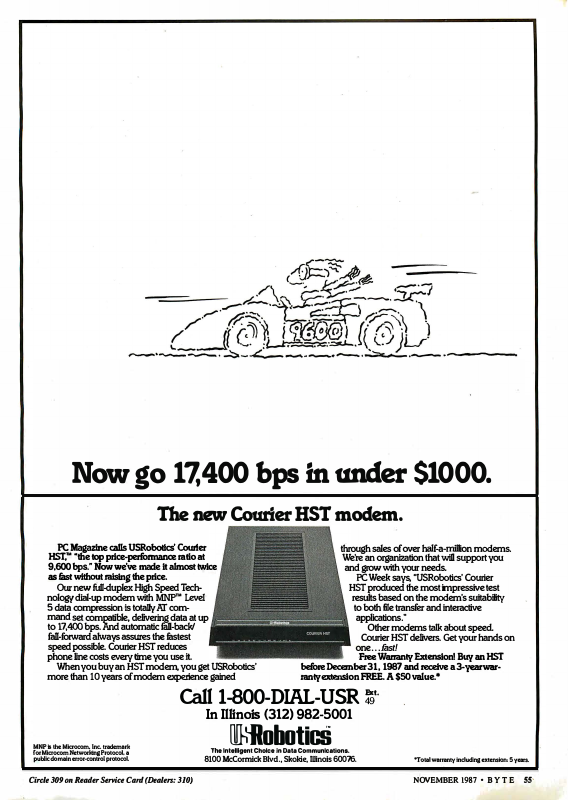 9600
Now go 17,400 bps in under $1000.
The new Courier HST modem.
PC Magazine calls USRobotics' Courier
HST,™ "the top price-performance ratio at
9,600 bps." Now we've made it almost twice
as fast without raising the price.
Our new full-duplex High Speed Tech-
nology dial-up modem with MNP™ Level
5 data compression is totally AT com-
mand set compatible, delivering data at up
to 17,400 bps. And automatic fall-back/
fall-forward always assures the fastest
speed possible. Courier HST reduces
phone line costs every time you use it.
When you buy an HST modem, you get USRobotics'
more than 10 years of modem experience gained
USRobotics
COURIER HST
through sales of over half-a-million modems.
We're an organization that will support you
and grow with your needs.
PC Week says, "USRobotics' Courier
HST produced the most impressive test
results based on the modem's suitability
to both file transfer and interactive
applications."
Other modems talk about speed.
Courier HST delivers. Get your hands on
one...fast!
Free Warranty Extension! Buy an HST
before December 31, 1987 and receive a 3-year war-
ranty extension FREE. A $50 value.*
Call 1-800-DIAL-USR Ext. 49
In Illinois (312) 982-5001
USRobotics
The Intelligent Choice in Data Communications.
8100 McCormick Blvd., Skokie, Illinois 60076.
MNP is the Microcom, Inc. trademark
for Microcom Networking Protocol, a
public domain error-control protocol.
*Total warranty including extension: 5 years.
Circle 309 on Reader Service Card (Dealers: 310)
NOVEMBER 1987 • BYTE 55